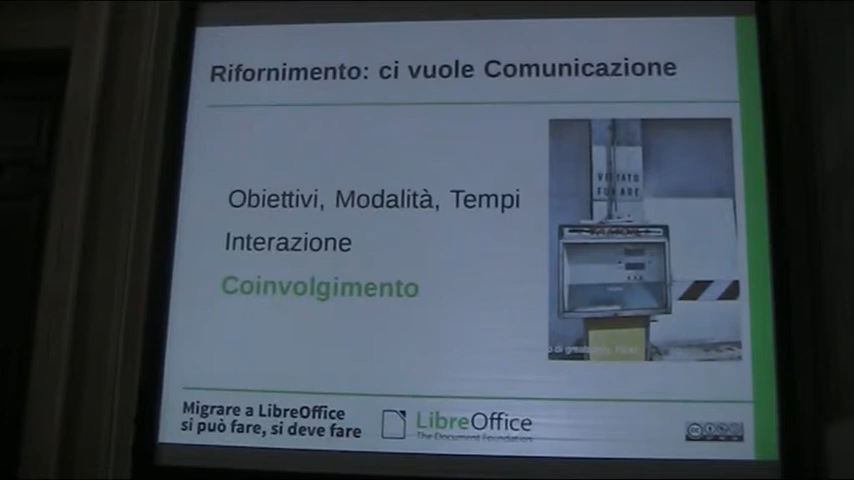 Rifornimento: ci vuole Comunicazione
VIETATO
FUMARE
Obiettivi, Modalità, Tempi
Interazione
Coinvolgimento
Migrare a LibreOffice
si può fare, si deve fare
LibreOffice
The Document Foundation